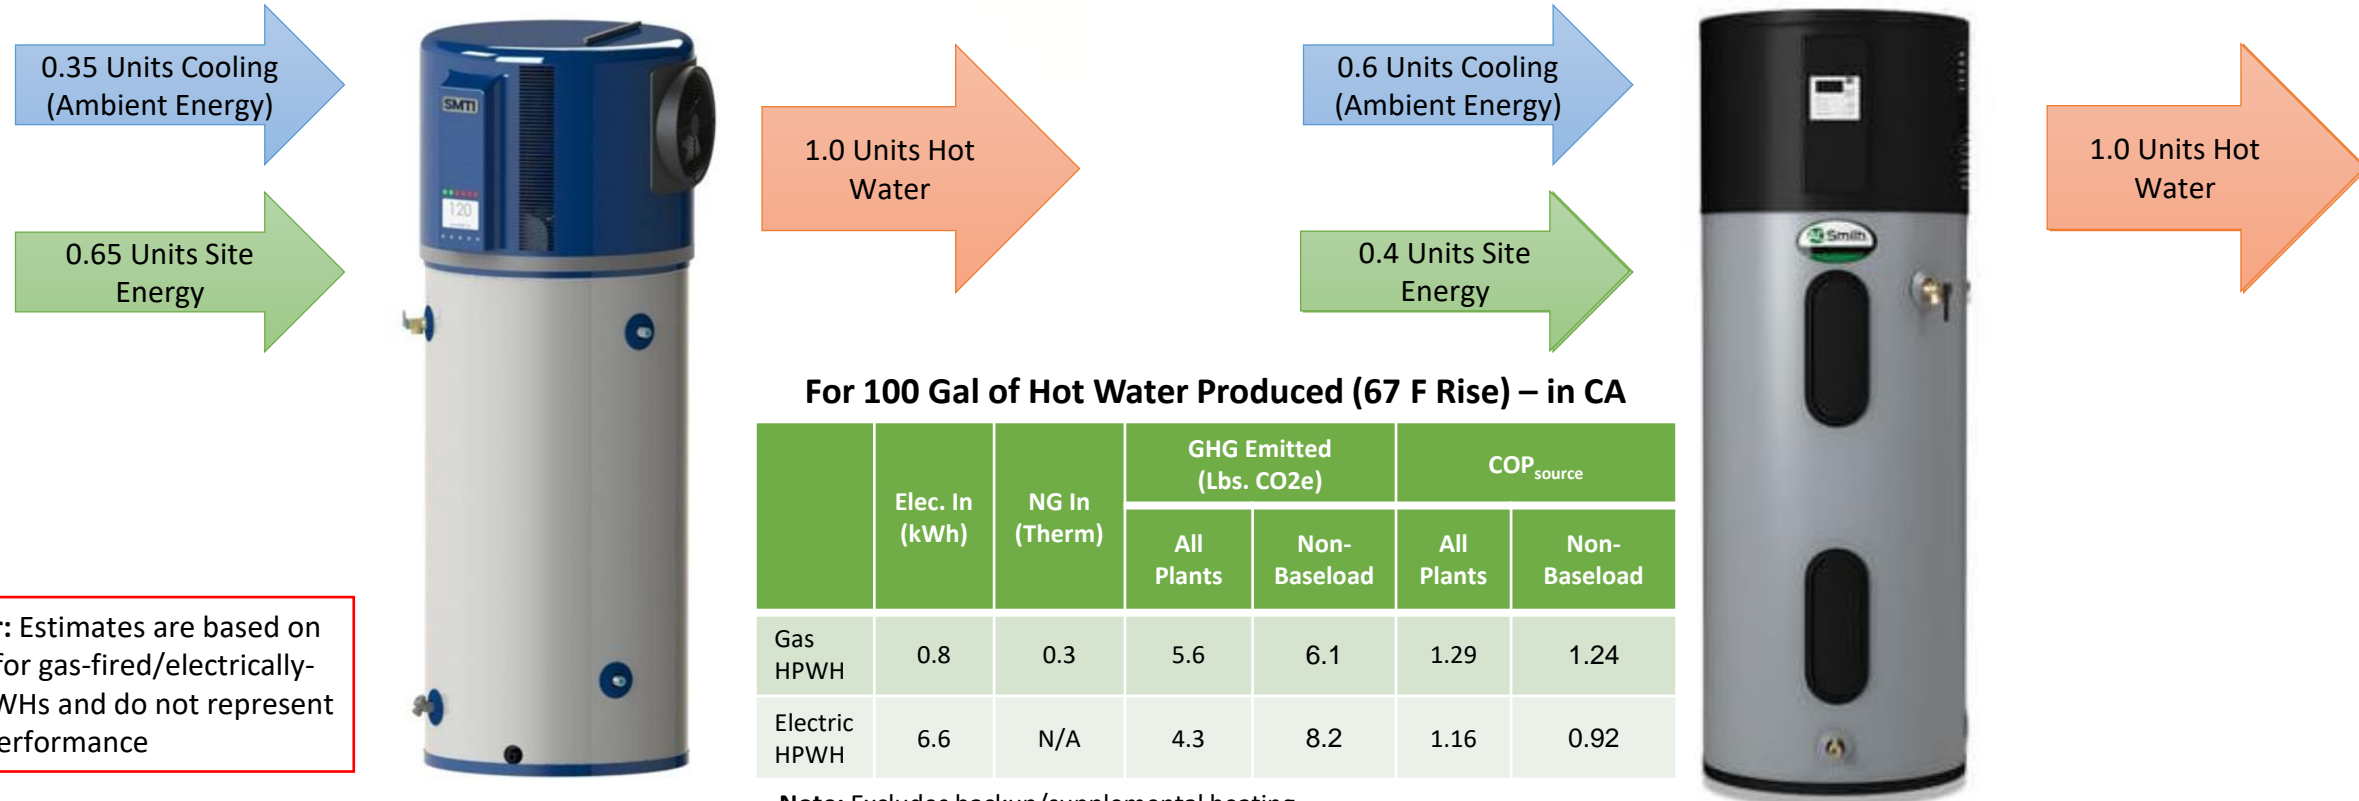 0.35 Units Cooling
(Ambient Energy)
0.65 Units Site
Energy
SMTI
120
1.0 Units Hot
Water
0.6 Units Cooling
(Ambient Energy)
0.4 Units Site
Energy
Smith
1.0 Units Hot
Water
For 100 Gal of Hot Water Produced (67 F Rise) – in CA
Elec. In
(kWh)
NG In
(Therm)
GHG Emitted
(Lbs. CO2e)
COPsource
All
Plants
Non-
Baseload
All
Plants
Non-
Baseload
Gas
HPWH
0.8
0.3
5.6
6.1
1.29
1.24
Electric
HPWH
6.6
N/A
4.3
8.2
1.16
0.92
Note: Excludes backup/supplemental heating
r: Estimates are based on
for gas-fired/electrically-
WHs and do not represent
erformance